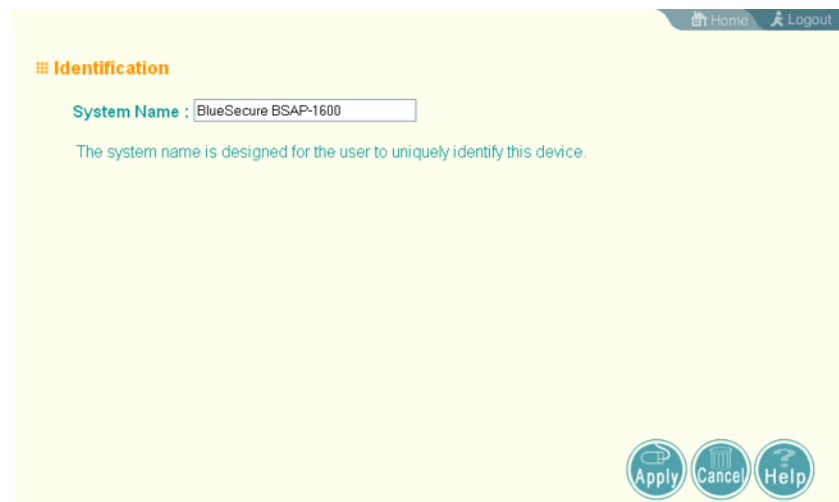 Home Logout
Identification
System Name : BlueSecure BSAP-1600
The system name is designed for the user to uniquely identify this device.
Apply Cancel Help